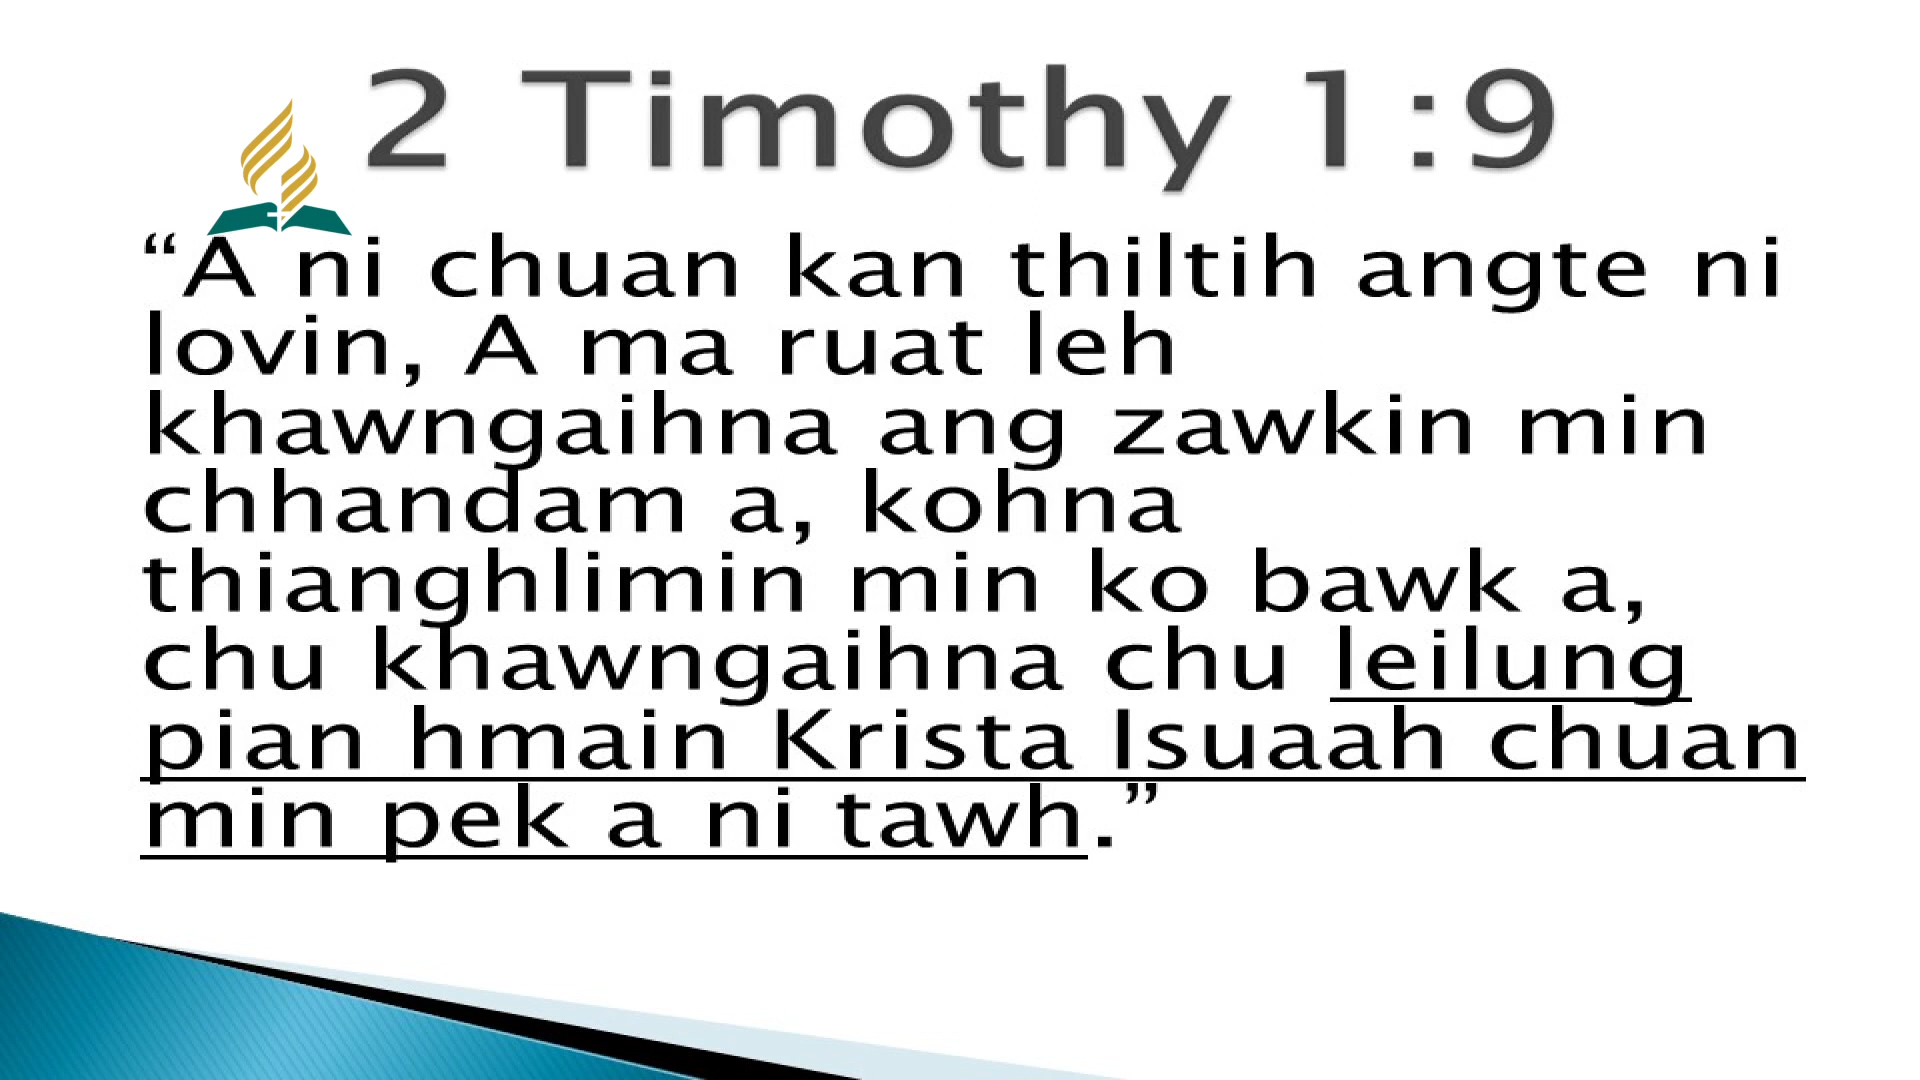 2 Timothy 1:9
“A ni chuan kan thiltih angte ni
lovin, A ma ruat leh
khawngaihna ang zawkin min
chhandam a, kohna
thianghlimin min ko bawk a,
chu khawngaihna chu leilung
pian hmain Krista Isuaah chuan
min pek a ni tawh.”